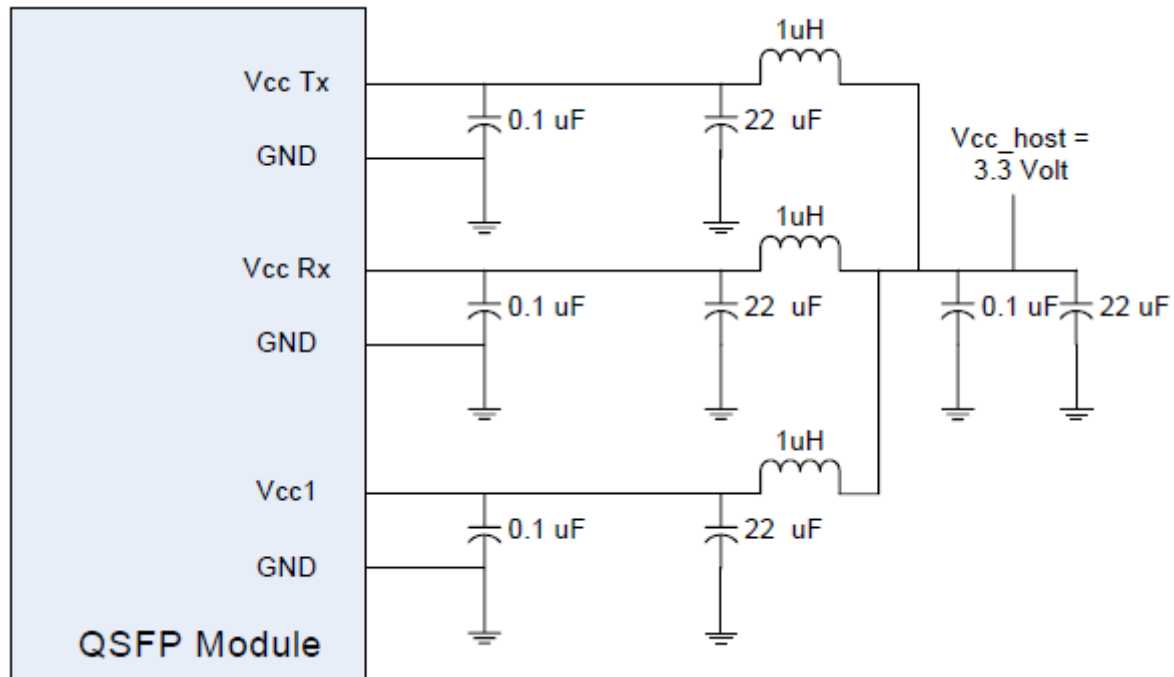 1uH
Vcc Tx
0.1 uF
22 uF
GND
Vcc_host =
3.3 Volt
1uH
Vcc Rx
0.1 uF
22 uF
0.1 uF
22 uF
GND
1uH
Vcc1
0.1 uF
22 uF
GND
QSFP Module